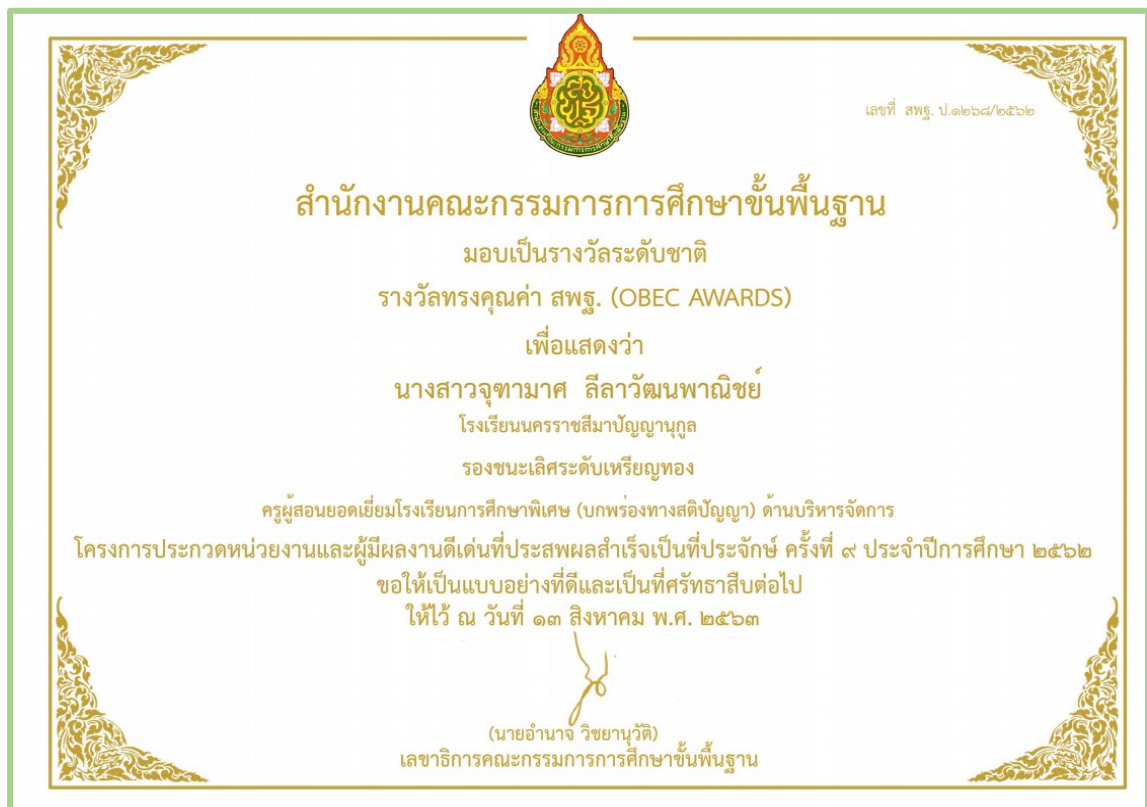 เลขที่ สพฐ. ป.๑๒๖๘/๒๕๖๒
สำนักงานคณะกรรมการการศึกษาขั้นพื้นฐาน
มอบเป็นรางวัลระดับชาติ
รางวัลทรงคุณค่า สพฐ. (OBEC AWARDS)
เพื่อแสดงว่า
นางสาวจุฑามาศ ลีลาวัฒนพาณิชย์
โรงเรียนนครราชสีมาปัญญานุกูล
รองชนะเลิศระดับเหรียญทอง
ครูผู้สอนยอดเยี่ยมโรงเรียนการศึกษาพิเศษ (บกพร่องทางสติปัญญา) ด้านบริหารจัดการ
โครงการประกวดหน่วยงานและผู้มีผลงานดีเด่นที่ประสพผลสำเร็จเป็นที่ประจักษ์ ครั้งที่ ๙ ประจำปีการศึกษา ๒๕๖๒
ขอให้เป็นแบบอย่างที่ดีและเป็นที่ศรัทธาสืบต่อไป
ให้ไว้ ณ วันที่ ๑๓ สิงหาคม พ.ศ. ๒๕๖๓
(นายอำนาจ วิชยานุวัติ)
เลขาธิการคณะกรรมการการศึกษาขั้นพื้นฐาน